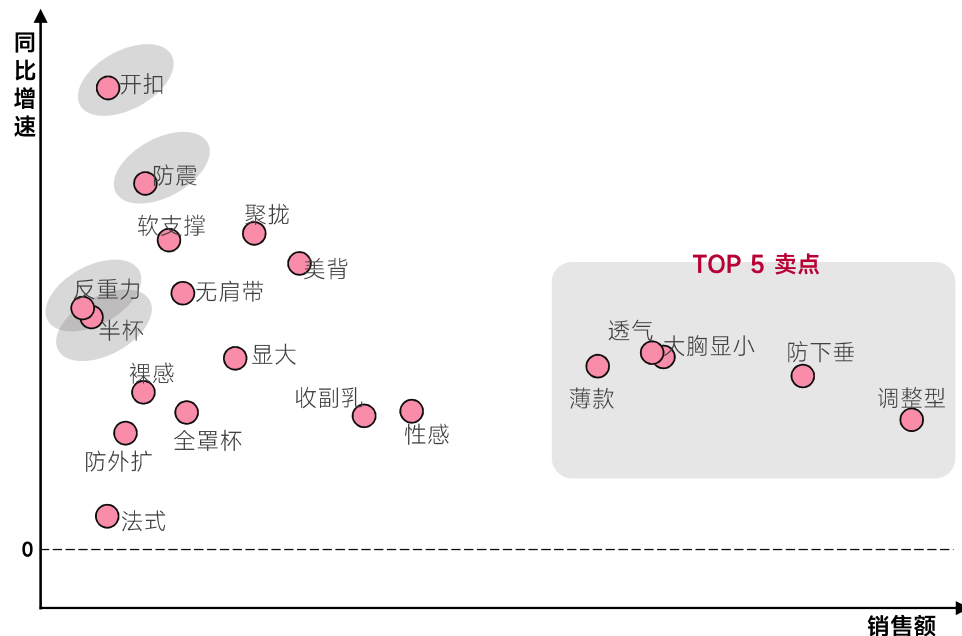 同比增速
开扣
防震
软支撑
聚拢
美背
TOP 5 卖点
反重力
无肩带
半杯
透气
大胸显小
防下垂
显大
裸感
收副乳
薄款
调整型
全罩杯
性感
防外扩
法式
0
销售额